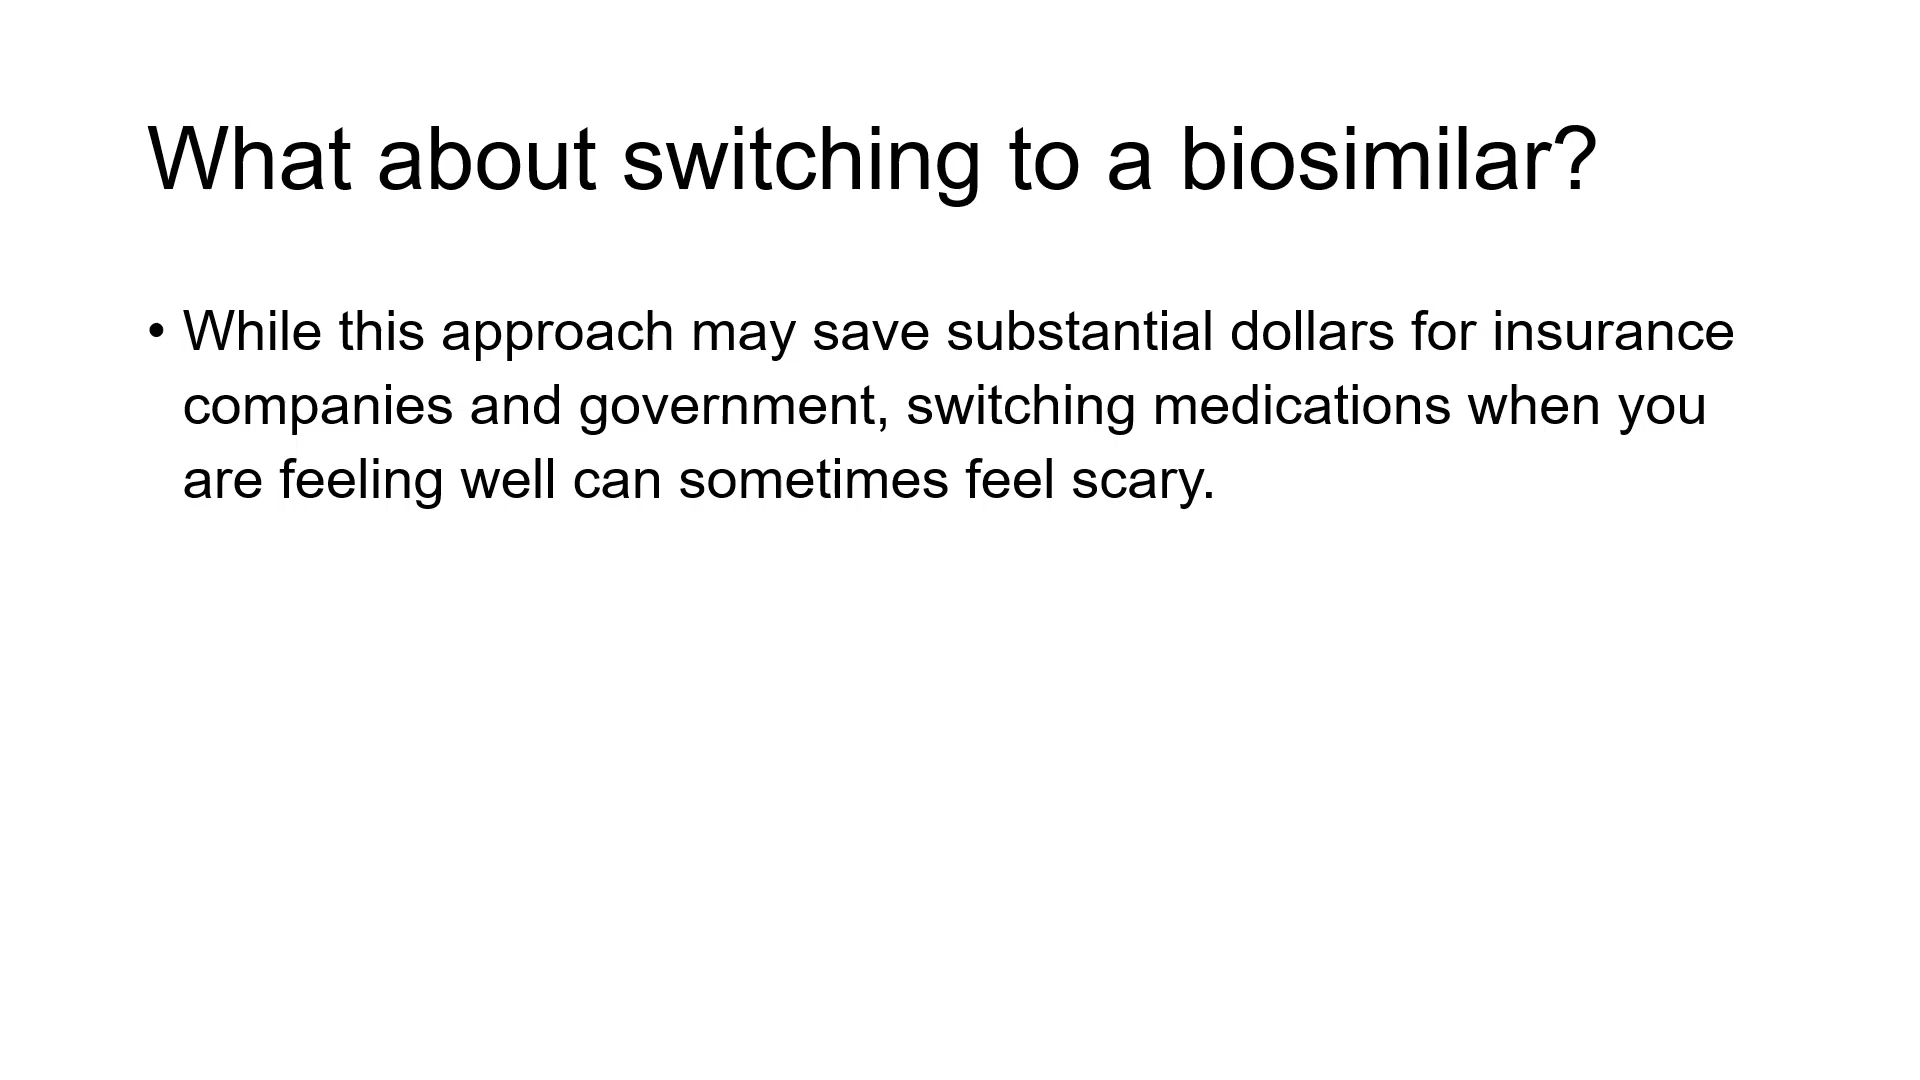 What about switching to a biosimilar?
• While this approach may save substantial dollars for insurance
companies and government, switching medications when you
are feeling well can sometimes feel scary.